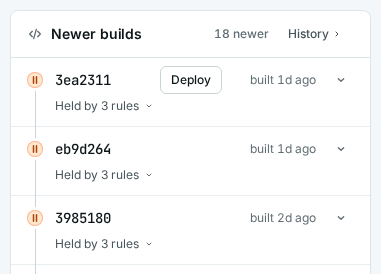 Newer builds 18 newer History
3ea2311 Deploy built 1d ago
Held by 3 rules
eb9d264 built 1d ago
Held by 3 rules
3985180 built 2d ago
Held by 3 rules